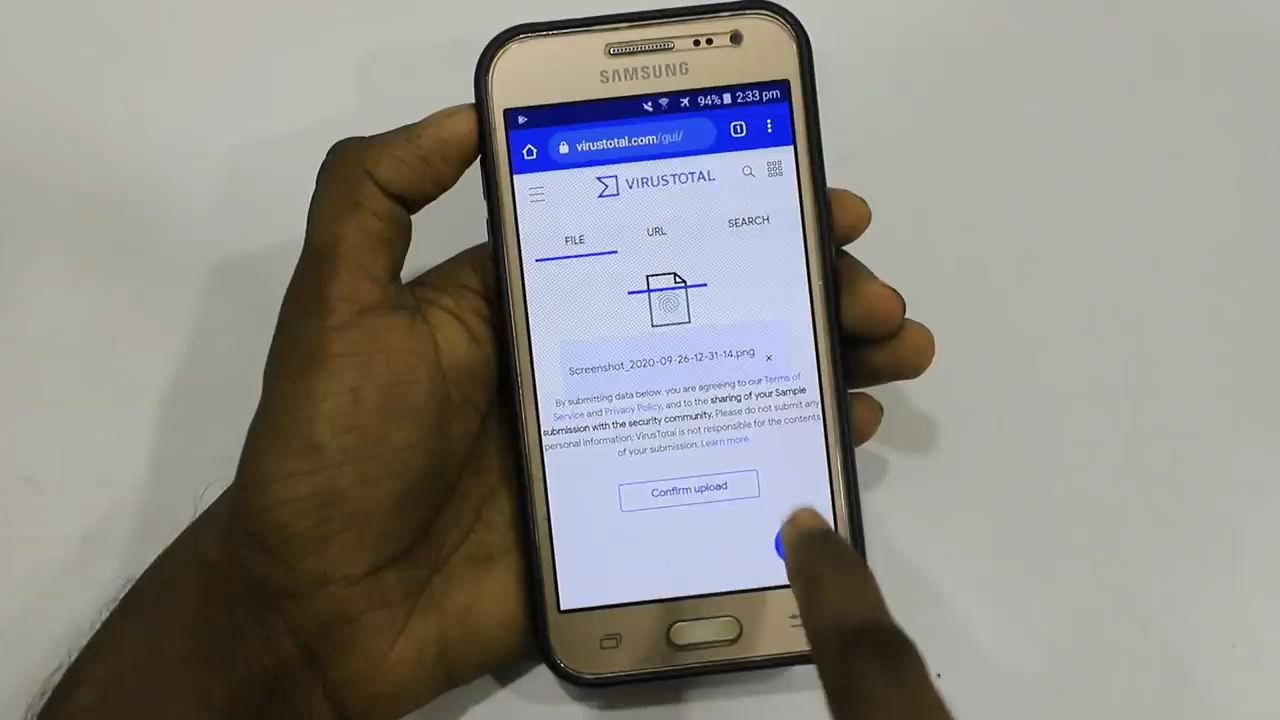 SAMSUNG
94% 2:33 pm
virustotal.com/gui/
1
VIRUSTOTAL
FILE
URL
SEARCH
Screenshot_2020-09-26-12-31-14.png ×
By submitting data below, you are agreeing to our Terms of
Service and Privacy Policy, and to the sharing of your Sample
submission with the security community. Please do not submit any
personal information; VirusTotal is not responsible for the contents
of your submission. Learn more.
Confirm upload